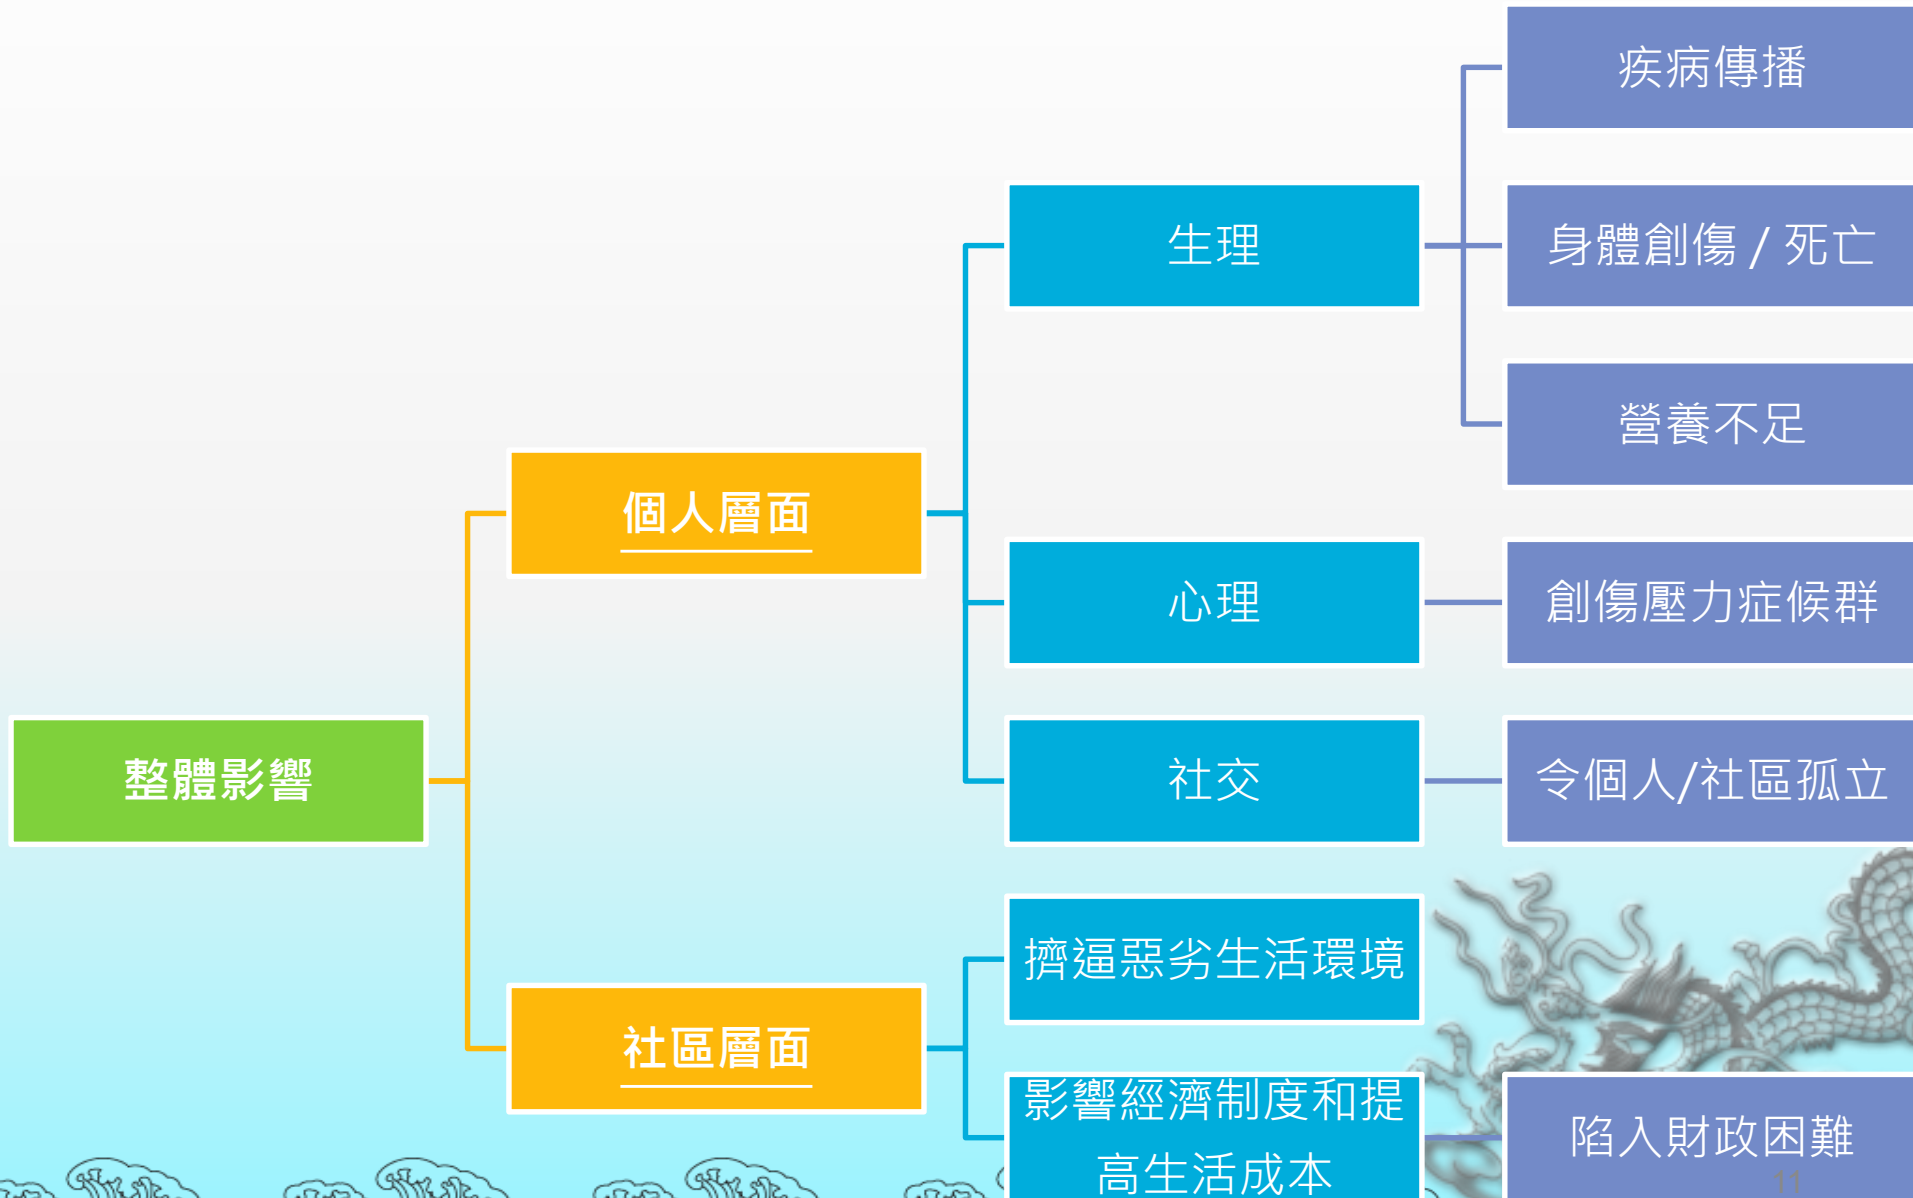 疾病傳播
生理
身體創傷 / 死亡
營養不足
個人層面
心理
創傷壓力症候群
整體影響
社交
令個人/社區孤立
擠逼惡劣生活環境
社區層面
影響經濟制度和提
高生活成本
陷入財政困難
11